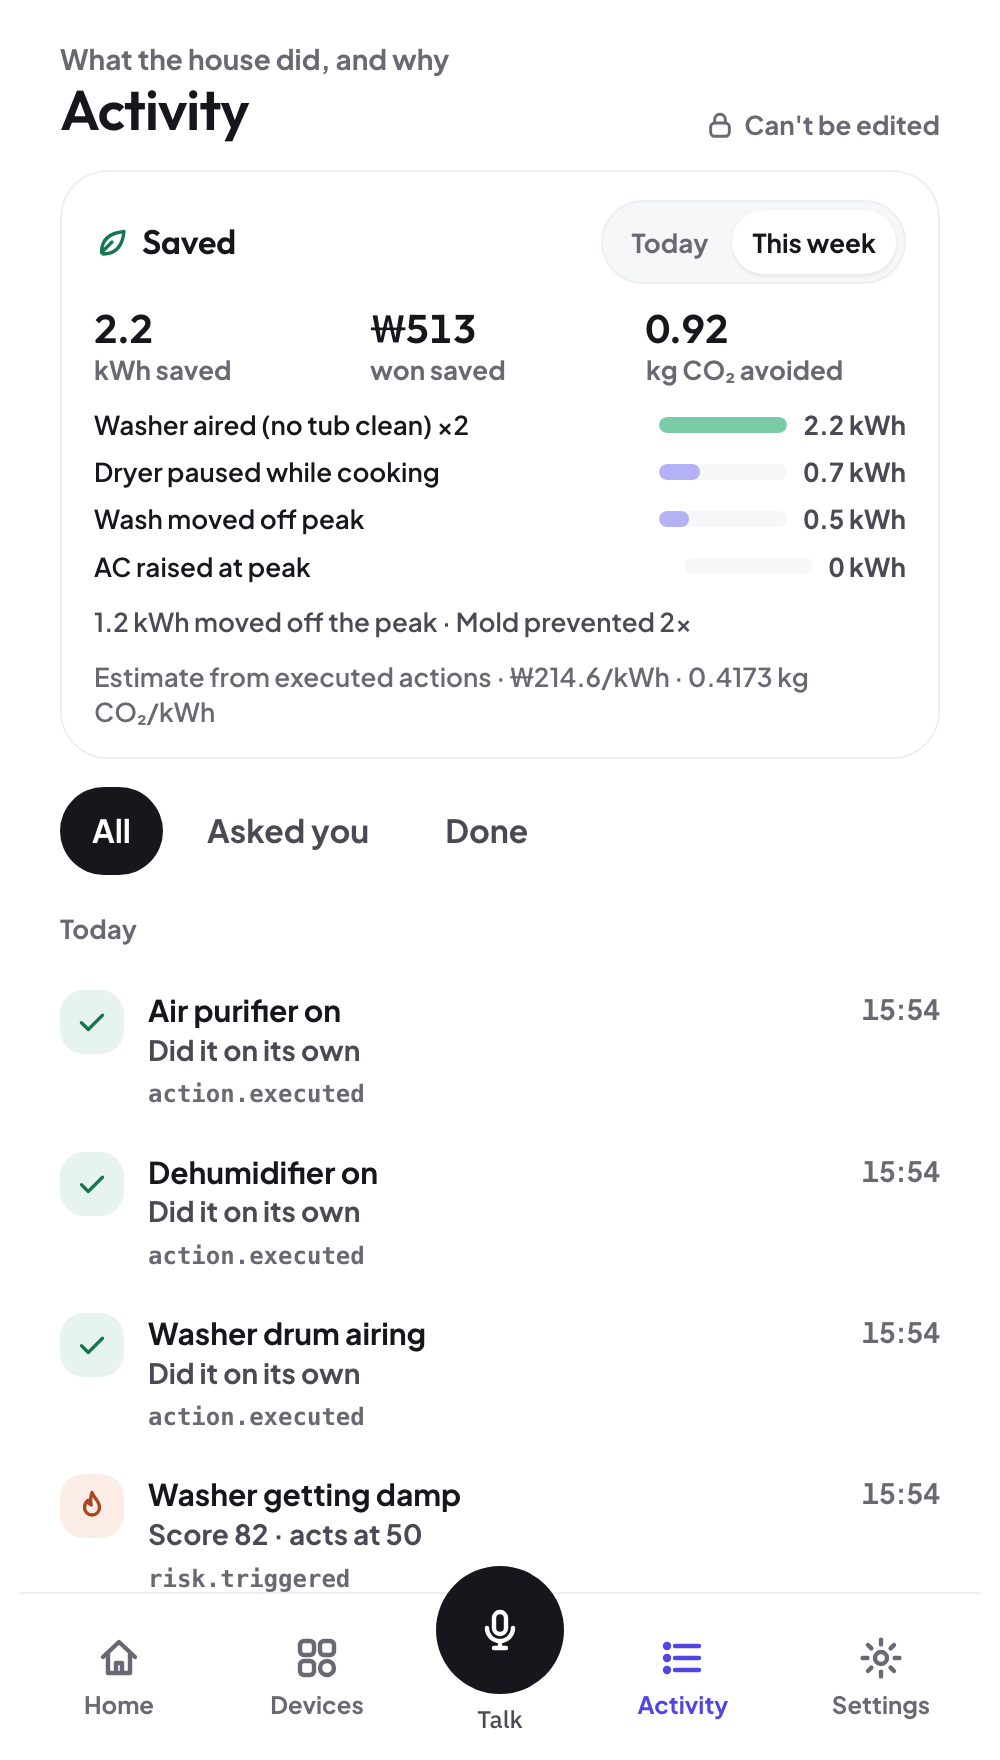 What the house did, and why
Activity
Can't be edited
Saved
Today
This week
2.2
₩513
0.92
kWh saved
won saved
kg CO₂ avoided
Washer aired (no tub clean) ×2
2.2 kWh
Dryer paused while cooking
0.7 kWh
Wash moved off peak
0.5 kWh
AC raised at peak
0 kWh
1.2 kWh moved off the peak · Mold prevented 2×
Estimate from executed actions · ₩214.6/kWh · 0.4173 kg
CO₂/kWh
All
Asked you
Done
Today
Air purifier on
15:54
Did it on its own
action.executed
Dehumidifier on
15:54
Did it on its own
action.executed
Washer drum airing
15:54
Did it on its own
action.executed
Washer getting damp
15:54
Score 82 · acts at 50
risk.triggered
Home
Devices
Talk
Activity
Settings